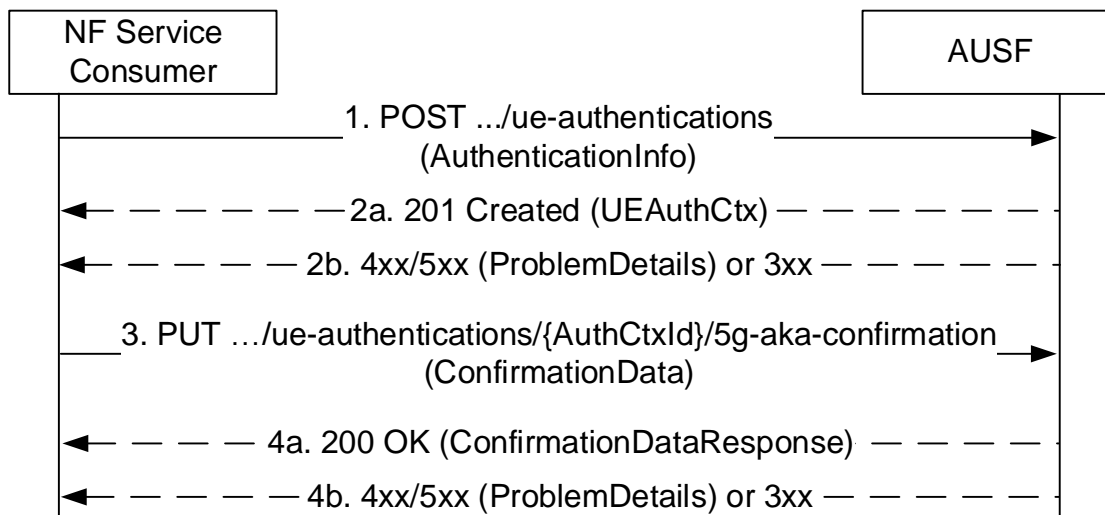 NF Service
Consumer
AUSF
1. POST .../ue-authentications
(AuthenticationInfo)
2a. 201 Created (UEAuthCtx)
2b. 4xx/5xx (ProblemDetails) or 3xx
3. PUT …/ue-authentications/{AuthCtxId}/5g-aka-confirmation
(ConfirmationData)
4a. 200 OK (ConfirmationDataResponse)
4b. 4xx/5xx (ProblemDetails) or 3xx